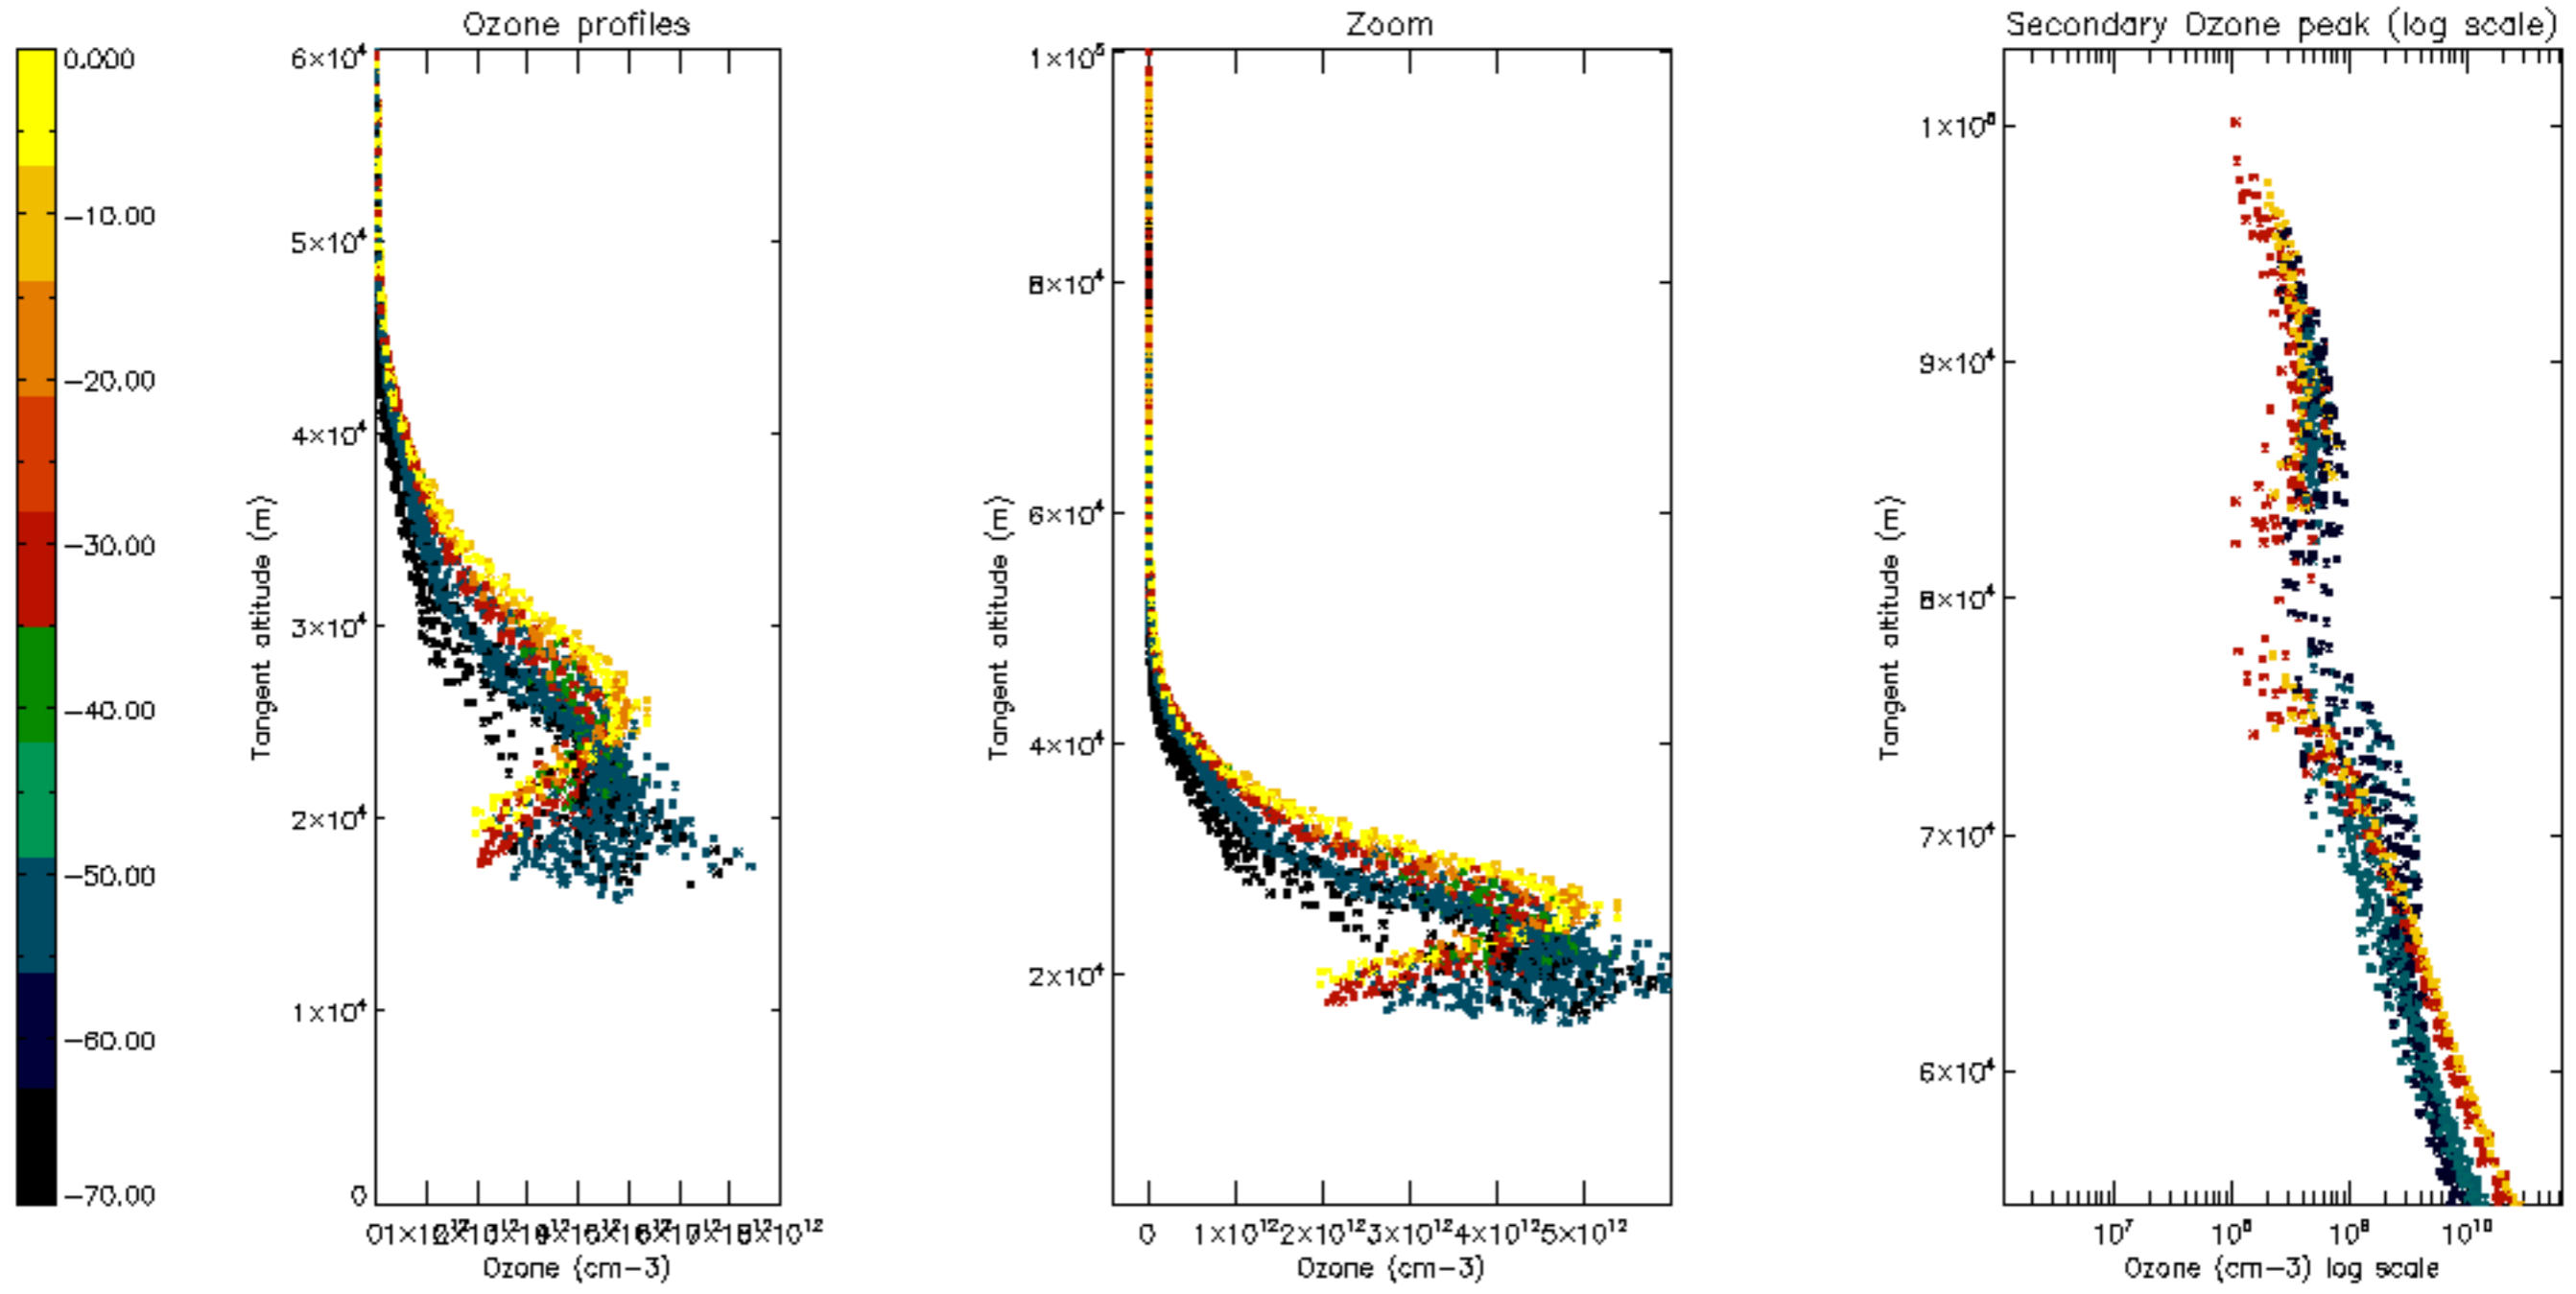 Ozone profiles
Zoom
Secondary Ozone peak (log scale)
0.000
-10.00
-20.00
-30.00
-40.00
-50.00
-60.00
-70.00
6×10⁴
5×10⁴
4×10⁴
3×10⁴
2×10⁴
1×10⁴
0
Tangent altitude (m)
Ozone (cm-3)
1×10⁵
8×10⁴
6×10⁴
4×10⁴
2×10⁴
Tangent altitude (m)
0 1×10¹² 2×10¹² 3×10¹² 4×10¹² 5×10¹²
Ozone (cm-3)
1×10⁵
9×10⁴
8×10⁴
7×10⁴
6×10⁴
Tangent altitude (m)
10⁷ 10⁸ 10⁹ 10¹⁰
Ozone (cm-3) log scale